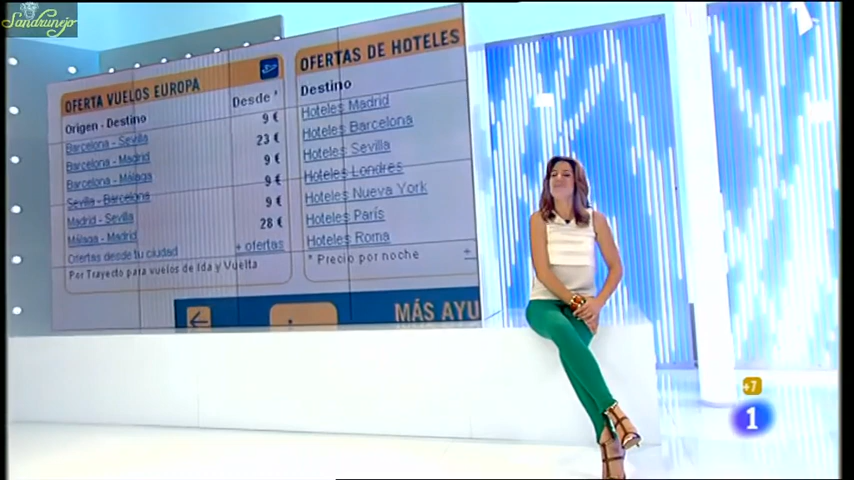 Sandrunejo
OFERTA VUELOS EUROPA
Origen - Destino
Desde *
Barcelona - Sevilla 9 €
Barcelona - Madrid 23 €
Barcelona - Málaga 9 €
Sevilla - Barcelona 9 €
Madrid - Sevilla 9 €
Málaga - Madrid 28 €
Ofertas desde tu ciudad + ofertas
Por Trayecto para vuelos de Ida y Vuelta
OFERTAS DE HOTELES
Destino
Hoteles Madrid
Hoteles Barcelona
Hoteles Sevilla
Hoteles Londres
Hoteles Nueva York
Hoteles París
Hoteles Roma
* Precio por noche +
MÁS AYU
+7
1